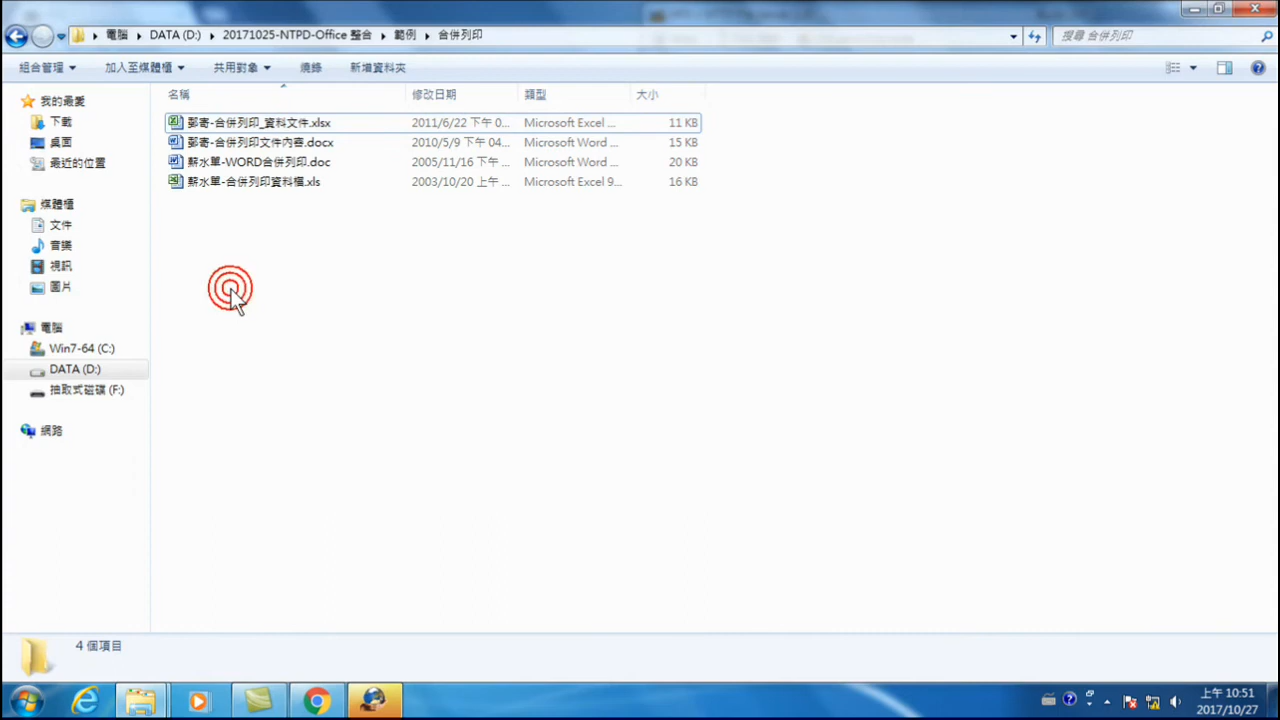 電腦 DATA (D:) 20171025-NTPD-Office 整合 範例 合併列印
搜尋 合併列印
組合管理 加入至媒體櫃 共用對象 燒錄 新增資料夾
名稱 修改日期 類型 大小
郵寄-合併列印_資料文件.xlsx 2011/6/22 下午 0... Microsoft Excel ... 11 KB
郵寄-合併列印文件內容.docx 2010/5/9 下午 04... Microsoft Word ... 15 KB
薪水單-WORD合併列印.doc 2005/11/16 下午 ... Microsoft Word ... 20 KB
薪水單-合併列印資料檔.xls 2003/10/20 上午 ... Microsoft Excel 9... 16 KB
我的最愛
下載
桌面
最近的位置
媒體櫃
文件
音樂
視訊
圖片
電腦
Win7-64 (C:)
DATA (D:)
抽取式磁碟 (F:)
網路
4 個項目
上午 10:51
2017/10/27